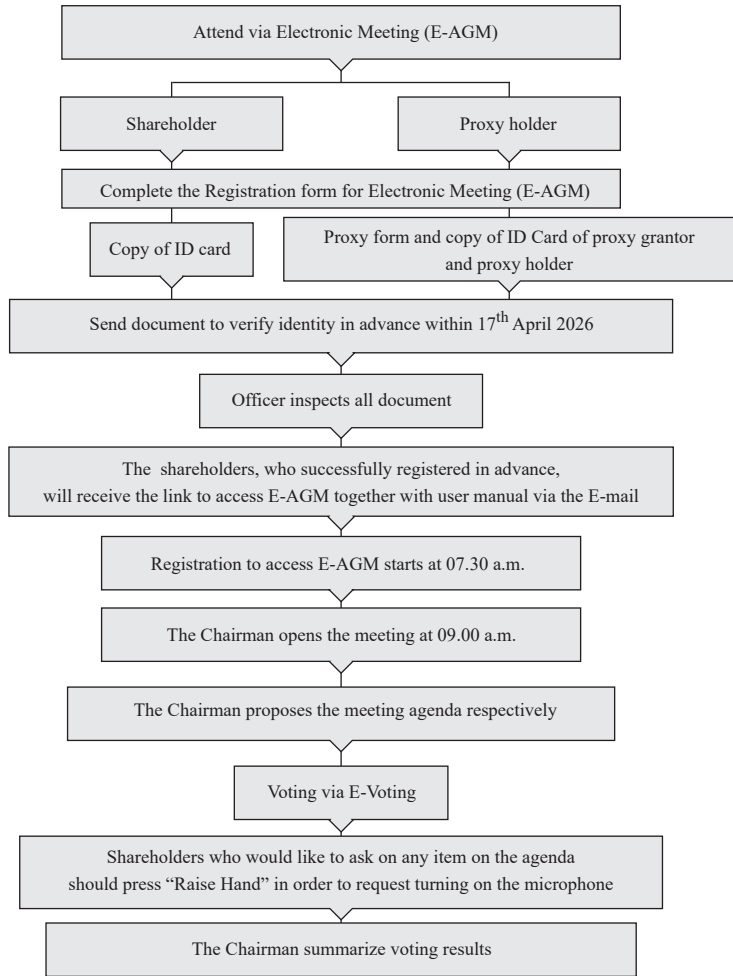 Attend via Electronic Meeting (E-AGM)
Shareholder
Proxy holder
Complete the Registration form for Electronic Meeting (E-AGM)
Copy of ID card
Proxy form and copy of ID Card of proxy grantor
and proxy holder
Send document to verify identity in advance within 17th April 2026
Officer inspects all document
The shareholders, who successfully registered in advance,
will receive the link to access E-AGM together with user manual via the E-mail
Registration to access E-AGM starts at 07.30 a.m.
The Chairman opens the meeting at 09.00 a.m.
The Chairman proposes the meeting agenda respectively
Voting via E-Voting
Shareholders who would like to ask on any item on the agenda
should press “Raise Hand” in order to request turning on the microphone
The Chairman summarize voting results